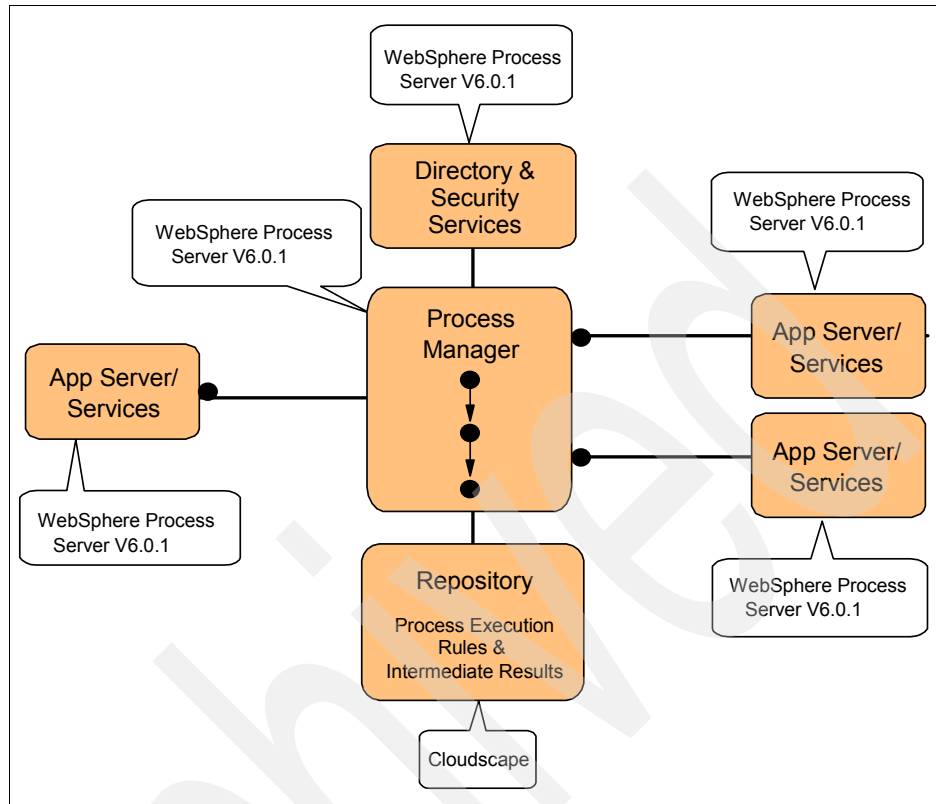 WebSphere Process
Server V6.0.1
Directory &
Security
Services
WebSphere Process
Server V6.0.1
WebSphere Process
Server V6.0.1
Process
Manager
App Server/
Services
App Server/
Services
App Server/
Services
WebSphere Process
Server V6.0.1
WebSphere Process
Server V6.0.1
Repository
Process Execution
Rules &
Intermediate Results
Cloudscape
hived